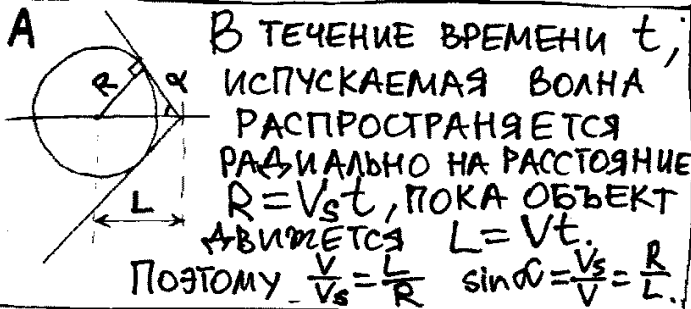 A
В ТЕЧЕНИЕ ВРЕМЕНИ t,
ИСПУСКАЕМАЯ ВОЛНА
РАСПРОСТРАНЯЕТСЯ
РАДИАЛЬНО НА РАССТОЯНИЕ
R=Vₛt, ПОКА ОБЪЕКТ
ДВИЖЕТСЯ L=Vt.
ПОЭТОМУ V/Vₛ=L/R sinα=Vₛ/V=R/L.
R
α
L